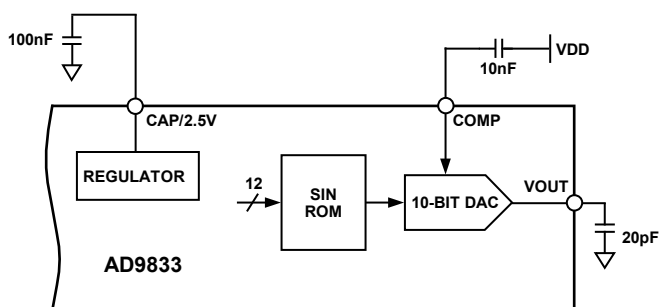 100nF
VDD
10nF
CAP/2.5V
COMP
REGULATOR
12
SIN
ROM
10-BIT DAC
VOUT
20pF
AD9833